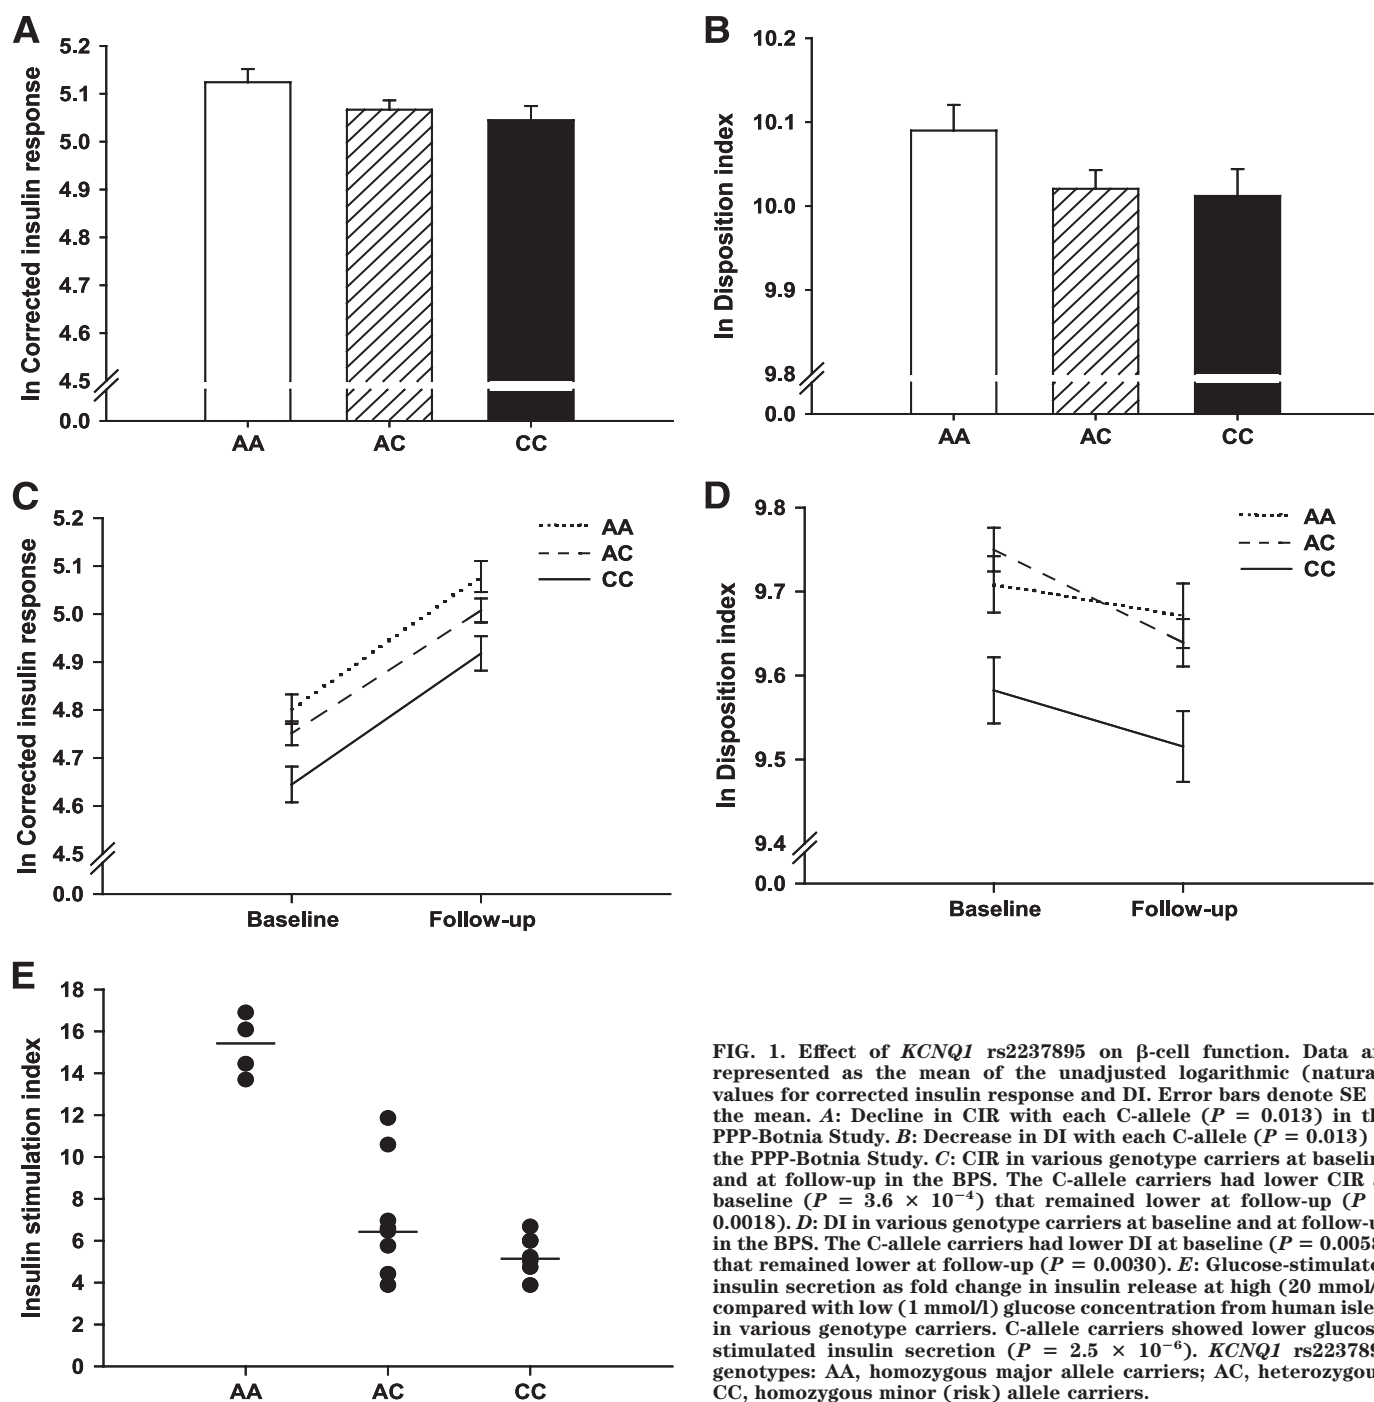 A
B
ln Corrected insulin response
5.2
5.1
5.0
4.9
4.8
4.7
4.6
4.5
0.0
AA AC CC
ln Disposition index
10.2
10.1
10.0
9.9
9.8
0.0
AA AC CC
C
ln Corrected insulin response
5.2
5.1
5.0
4.9
4.8
4.7
4.6
4.5
0.0
AA
AC
CC
Baseline Follow-up
D
ln Disposition index
9.8
9.7
9.6
9.5
9.4
0.0
AA
AC
CC
Baseline Follow-up
E
Insulin stimulation index
18
16
14
12
10
8
6
4
2
0
AA AC CC
FIG. 1. Effect of KCNQ1 rs2237895 on β-cell function. Data
represented as the mean of the unadjusted logarithmic
values for corrected insulin response and DI. Error bars denote SE
the mean. A: Decline in CIR with each C-allele (P = 0.013) in
PPP-Botnia Study. B: Decrease in DI with each C-allele (P = 0.013)
the PPP-Botnia Study. C: CIR in various genotype carriers at
and at follow-up in the BPS. The C-allele carriers had lower CIR
baseline (P = 3.6 × 10⁻⁴) that remained lower at follow-up (P
0.0018). D: DI in various genotype carriers at baseline and at
in the BPS. The C-allele carriers had lower DI at baseline (P = 0.0058
that remained lower at follow-up (P = 0.0030). E:
insulin secretion as fold change in insulin release at high (20
compared with low (1 mmol/l) glucose concentration from human
in various genotype carriers. C-allele carriers showed lower
stimulated insulin secretion (P = 2.5 × 10⁻⁶). KCNQ1
genotypes: AA, homozygous major allele carriers; AC,
CC, homozygous minor (risk) allele carriers.